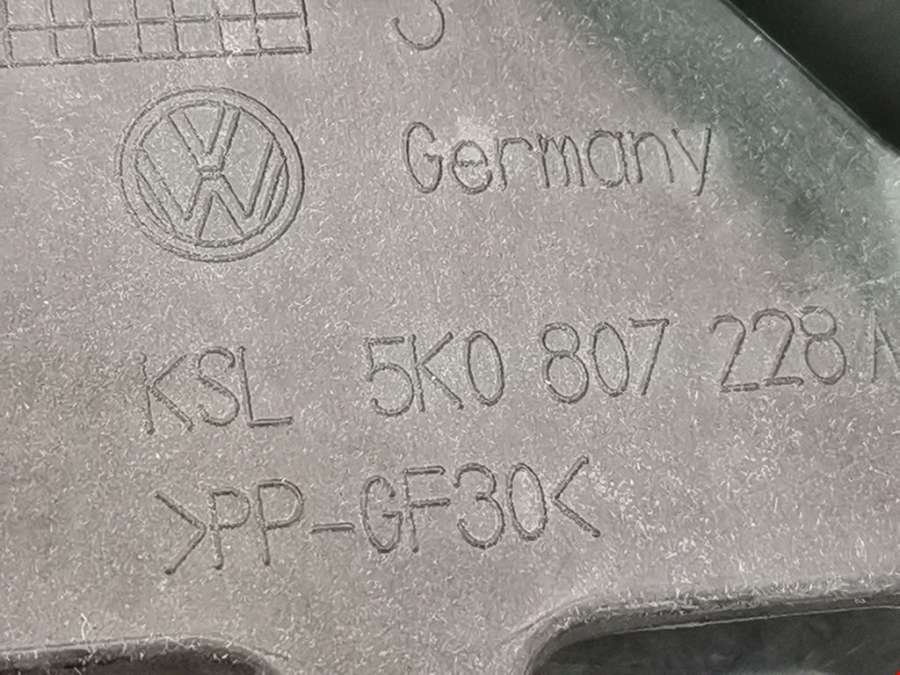 Germany
KSL 5K0 807 228
>PP-GF30<